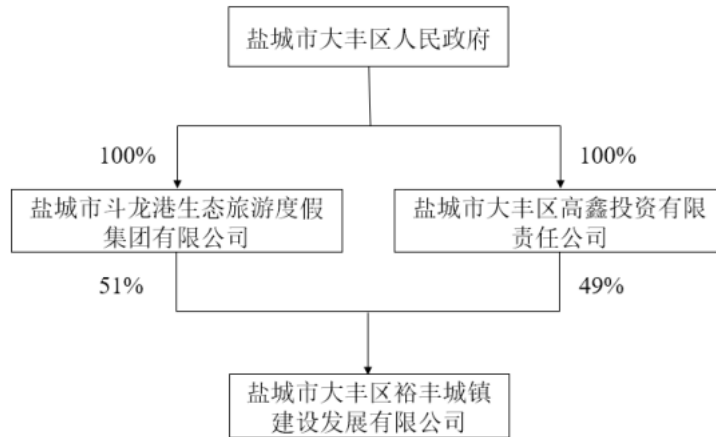 盐城市大丰区人民政府
100%
100%
盐城市斗龙港生态旅游度假
集团有限公司
盐城市大丰区高鑫投资有限
责任公司
51%
49%
盐城市大丰区裕丰城镇
建设发展有限公司